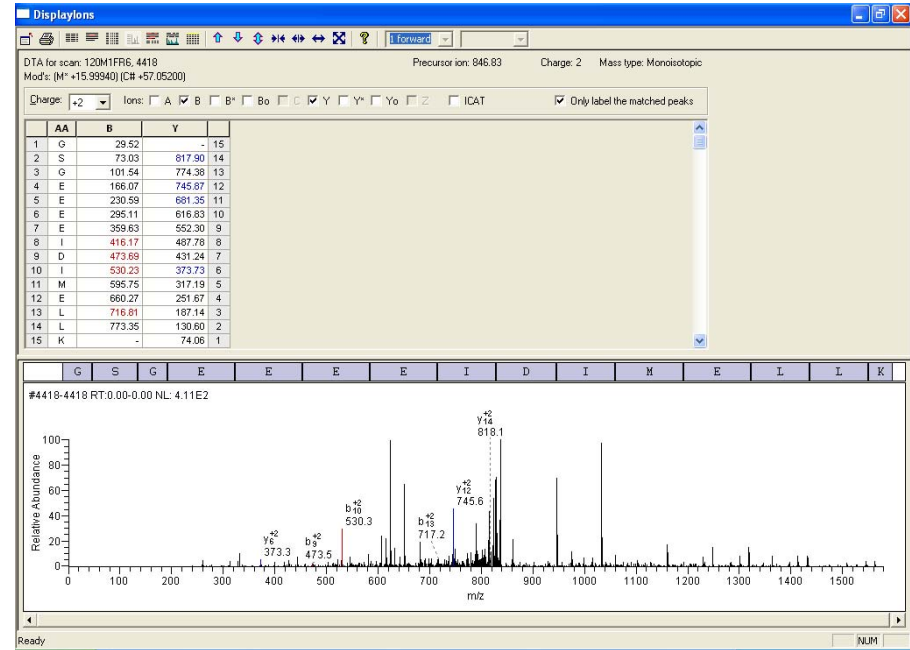 DisplayIons
1 forward
DTA for scan: 120M1FR6, 4418 Precursor ion: 846.83 Charge: 2 Mass type: Monoisotopic
Mod's: (M* +15.99940) (C# +57.05200)
Charge: +2 Ions: A B B* Bo C Y Y* Yo Z ICAT Only label the matched peaks
AA B Y
1 G 29.52 - 15
2 S 73.03 817.90 14
3 G 101.54 774.38 13
4 E 166.07 745.87 12
5 E 230.59 681.35 11
6 E 295.11 616.83 10
7 E 359.63 552.30 9
8 I 416.17 487.78 8
9 D 473.69 431.24 7
10 I 530.23 373.73 6
11 M 595.75 317.19 5
12 E 660.27 251.67 4
13 L 716.81 187.14 3
14 L 773.35 130.60 2
15 K - 74.06 1
G S G E E E E I D I M E L L K
#4418-4418 RT:0.00-0.00 NL: 4.11E2
y14 +2
818.1
y12 +2
745.6
b10 +2
530.3
b13 +2
717.2
y6 +2
373.3
b9 +2
473.5
Relative Abundance
100
80
60
40
20
0
0 100 200 300 400 500 600 700 800 900 1000 1100 1200 1300 1400 1500
m/z
Ready NUM